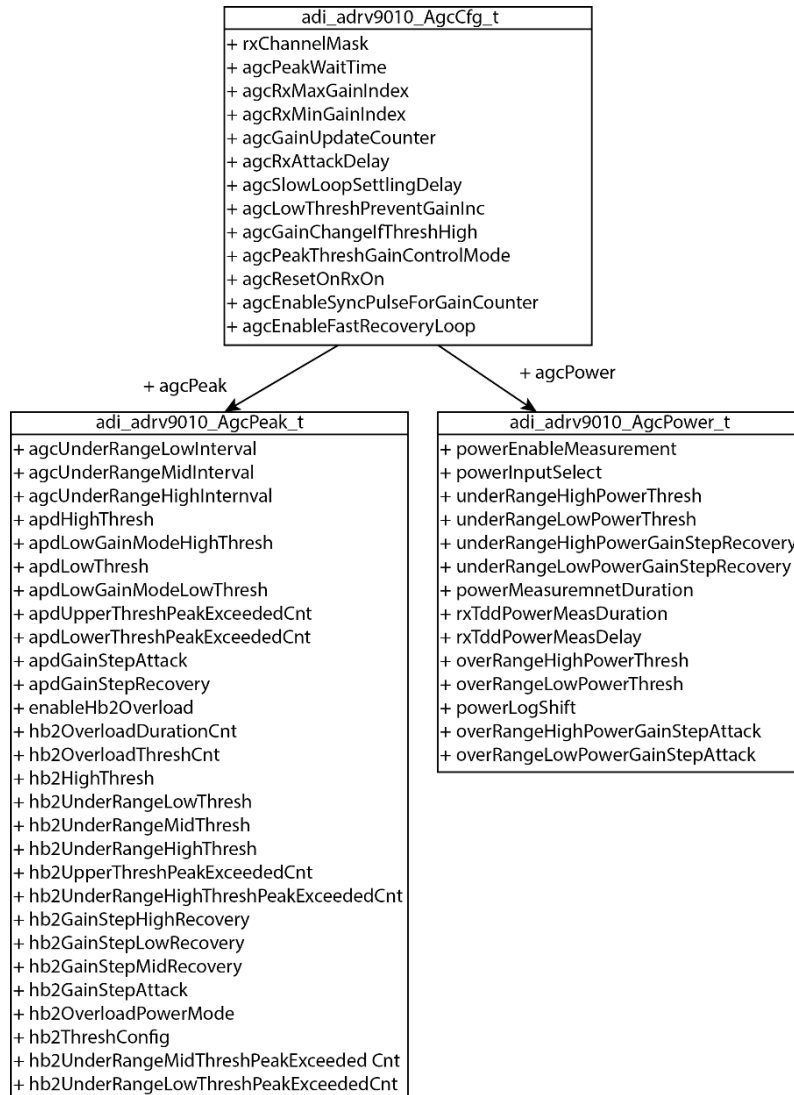 adi_adrv9010_AgcCfg_t
+ rxChannelMask
+ agcPeakWaitTime
+ agcRxMaxGainIndex
+ agcRxMinGainIndex
+ agcGainUpdateCounter
+ agcRxAttackDelay
+ agcSlowLoopSettlingDelay
+ agcLowThreshPreventGainInc
+ agcGainChangeIfThreshHigh
+ agcPeakThreshGainControlMode
+ agcResetOnRxOn
+ agcEnableSyncPulseForGainCounter
+ agcEnableFastRecoveryLoop
+ agcPeak
+ agcPower
adi_adrv9010_AgcPeak_t
+ agcUnderRangeLowInterval
+ agcUnderRangeMidInterval
+ agcUnderRangeHighInternval
+ apdHighThresh
+ apdLowGainModeHighThresh
+ apdLowThresh
+ apdLowGainModeLowThresh
+ apdUpperThreshPeakExceededCnt
+ apdLowerThreshPeakExceededCnt
+ apdGainStepAttack
+ apdGainStepRecovery
+ enableHb2Overload
+ hb2OverloadDurationCnt
+ hb2OverloadThreshCnt
+ hb2HighThresh
+ hb2UnderRangeLowThresh
+ hb2UnderRangeMidThresh
+ hb2UnderRangeHighThresh
+ hb2UpperThreshPeakExceededCnt
+ hb2UnderRangeHighThreshPeakExceededCnt
+ hb2GainStepHighRecovery
+ hb2GainStepLowRecovery
+ hb2GainStepMidRecovery
+ hb2GainStepAttack
+ hb2OverloadPowerMode
+ hb2ThreshConfig
+ hb2UnderRangeMidThreshPeakExceeded Cnt
+ hb2UnderRangeLowThreshPeakExceededCnt
adi_adrv9010_AgcPower_t
+ powerEnableMeasurement
+ powerInputSelect
+ underRangeHighPowerThresh
+ underRangeLowPowerThresh
+ underRangeHighPowerGainStepRecovery
+ underRangeLowPowerGainStepRecovery
+ powerMeasuremnetDuration
+ rxTddPowerMeasDuration
+ rxTddPowerMeasDelay
+ overRangeHighPowerThresh
+ overRangeLowPowerThresh
+ powerLogShift
+ overRangeHighPowerGainStepAttack
+ overRangeLowPowerGainStepAttack